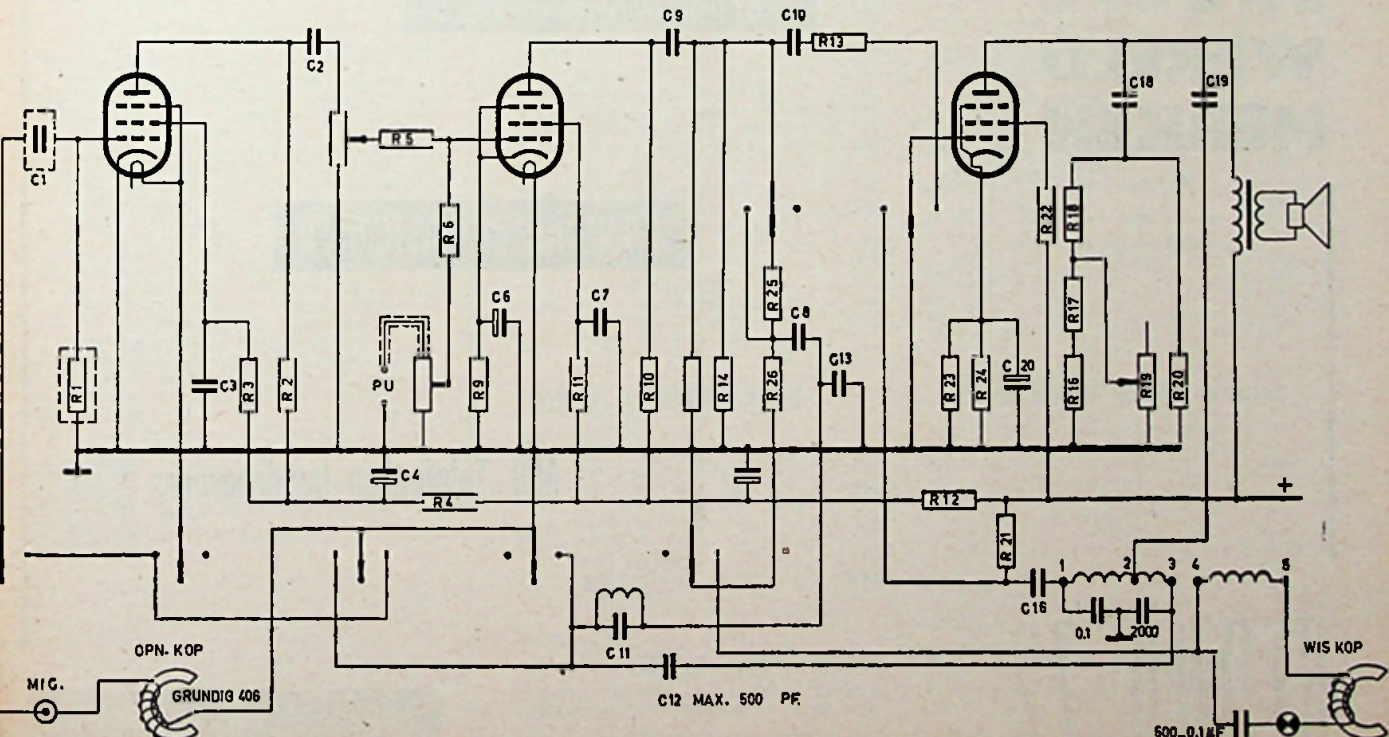 C9
C10
R13
C2
C18
C19
C1
R5
R6
R22
R18
R25
R17
C6
C7
C8
C13
R1
C3
R3
R2
PU
R9
R11
R10
R14
R26
R23
R24
C 20
R16
R19
R20
C4
R4
R12
+
R21
1
2
3
4
5
C16
0.1
2000
C11
OPN. KOP
WIS KOP
MIC.
GRUNDIG 406
C12 MAX. 500 PF.
500_0,1µF